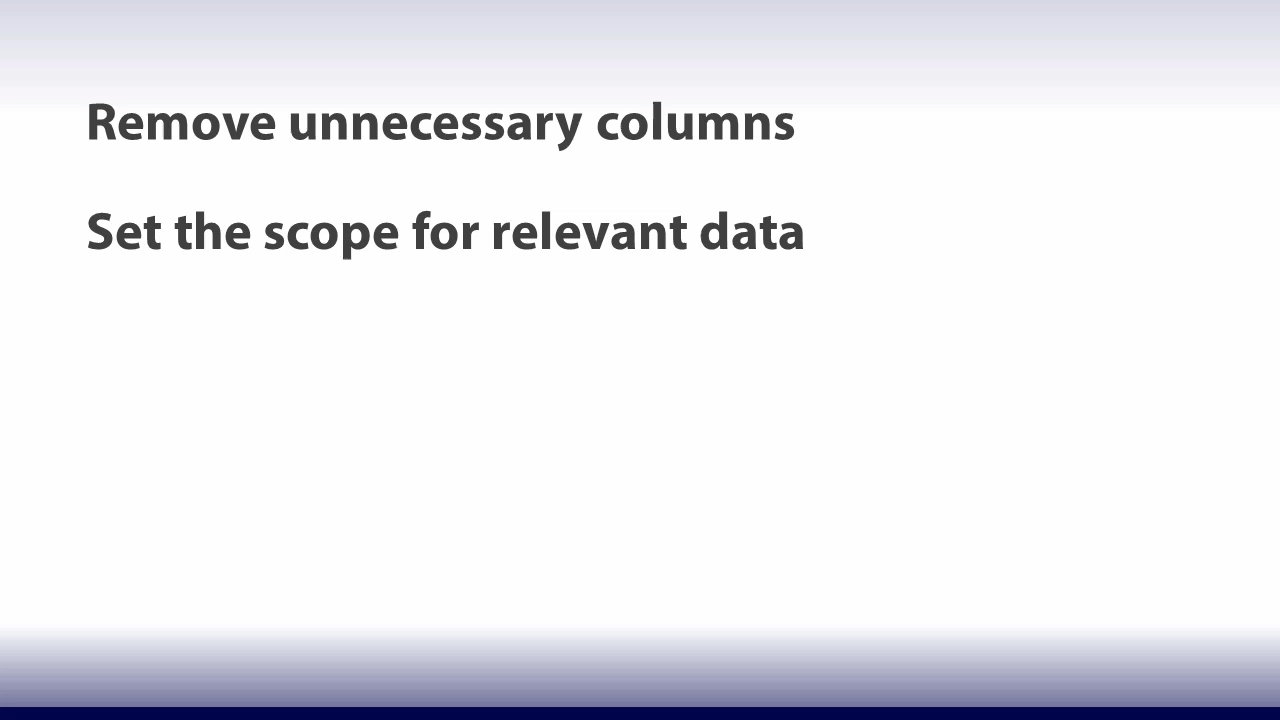 Remove unnecessary columns
Set the scope for relevant data